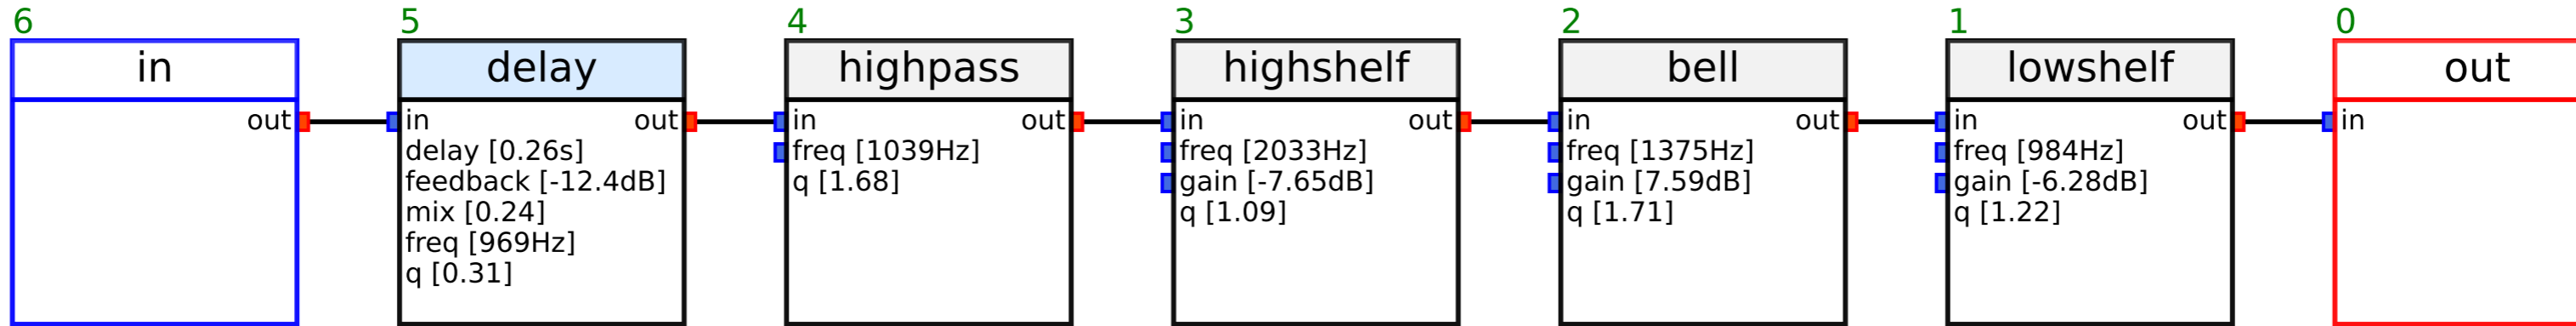 6 5 4 3 2 1 0
in delay highpass highshelf bell lowshelf out
out in out in out in out in out in out in
delay [0.26s] freq [1039Hz] freq [2033Hz] freq [1375Hz] freq [984Hz]
feedback [-12.4dB] q [1.68] gain [-7.65dB] gain [7.59dB] gain [-6.28dB]
mix [0.24] q [1.09] q [1.71] q [1.22]
freq [969Hz]
q [0.31]